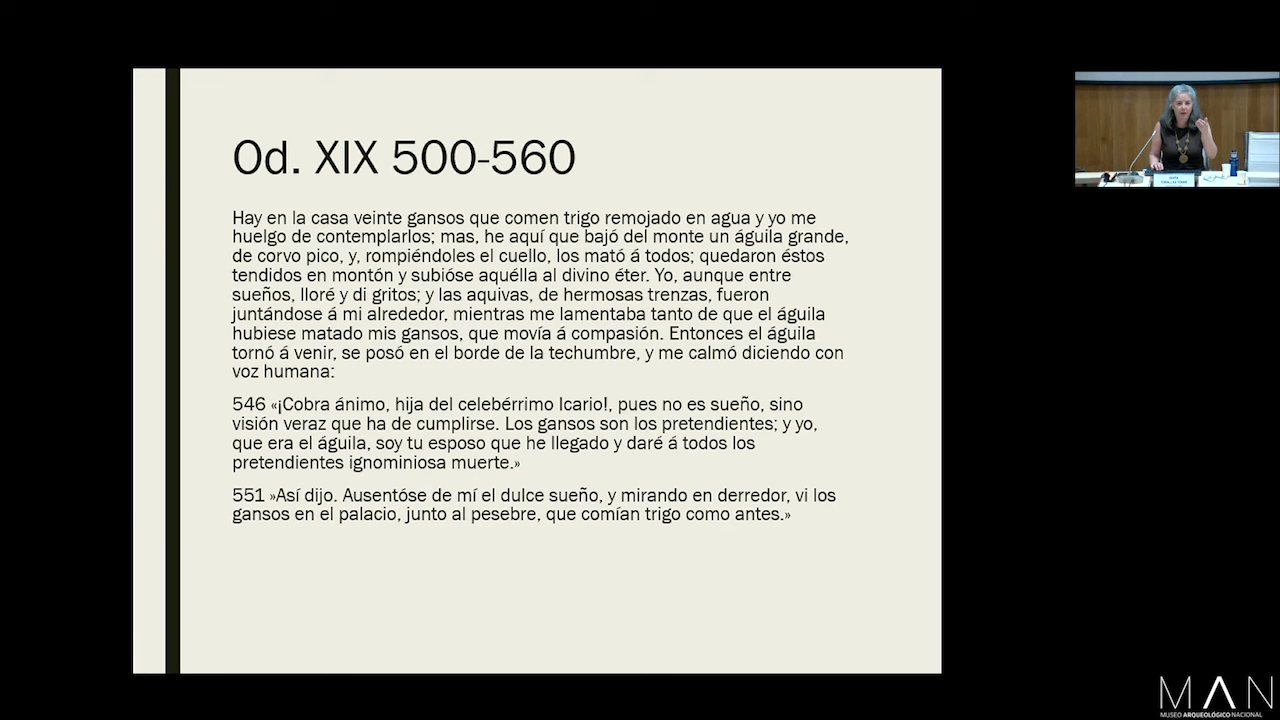 Od. XIX 500-560
Hay en la casa veinte gansos que comen trigo remojado en agua y yo me
huelgo de contemplarlos; mas, he aquí que bajó del monte un águila grande,
de corvo pico, y, rompiéndoles el cuello, los mató á todos; quedaron éstos
tendidos en montón y subióse aquélla al divino éter. Yo, aunque entre
sueños, lloré y di gritos; y las aquivas, de hermosas trenzas, fueron
juntándose á mi alrededor, mientras me lamentaba tanto de que el águila
hubiese matado mis gansos, que movía á compasión. Entonces el águila
tornó á venir, se posó en el borde de la techumbre, y me calmó diciendo con
voz humana:
546 «¡Cobra ánimo, hija del celebérrimo Icario!, pues no es sueño, sino
visión veraz que ha de cumplirse. Los gansos son los pretendientes; y yo,
que era el águila, soy tu esposo que he llegado y daré á todos los
pretendientes ignominiosa muerte.»
551 »Así dijo. Ausentóse de mí el dulce sueño, y mirando en derredor, vi los
gansos en el palacio, junto al pesebre, que comían trigo como antes.»
MAN
MUSEO ARQUEOLÓGICO NACIONAL